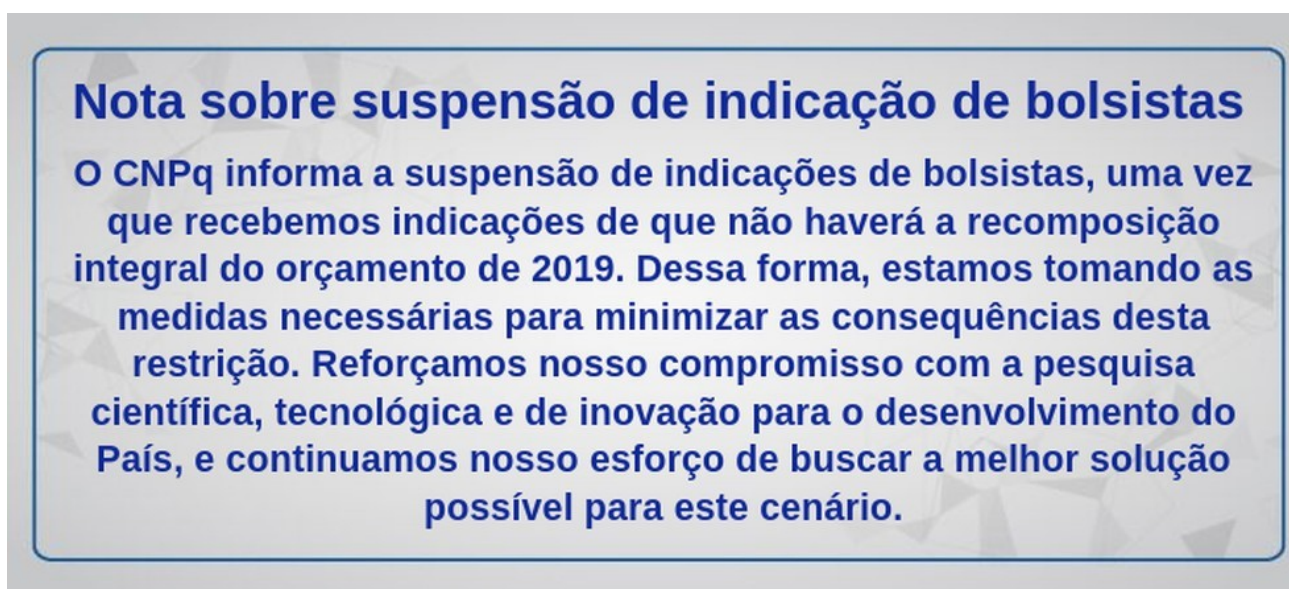 Nota sobre suspensão de indicação de bolsistas
O CNPq informa a suspensão de indicações de bolsistas, uma vez
que recebemos indicações de que não haverá a recomposição
integral do orçamento de 2019. Dessa forma, estamos tomando as
medidas necessárias para minimizar as consequências desta
restrição. Reforçamos nosso compromisso com a pesquisa
científica, tecnológica e de inovação para o desenvolvimento do
País, e continuamos nosso esforço de buscar a melhor solução
possível para este cenário.